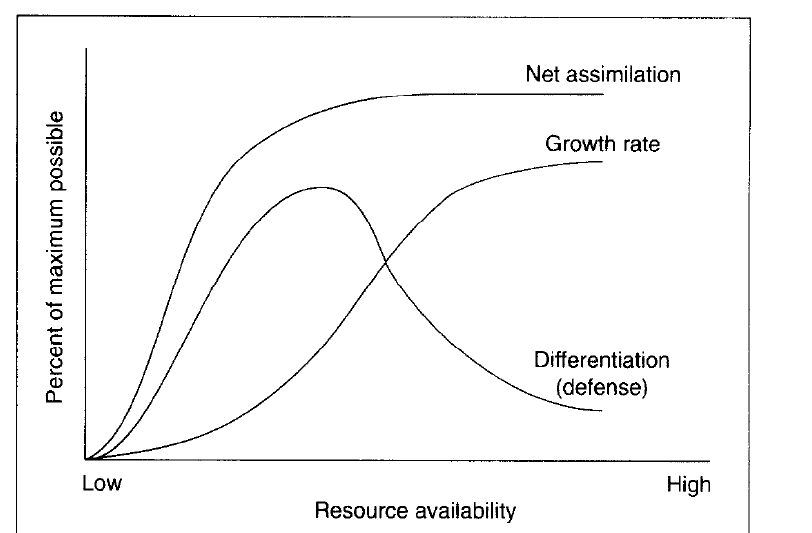 Net assimilation
Growth rate
Percent of maximum possible
Differentiation
(defense)
Low
High
Resource availability